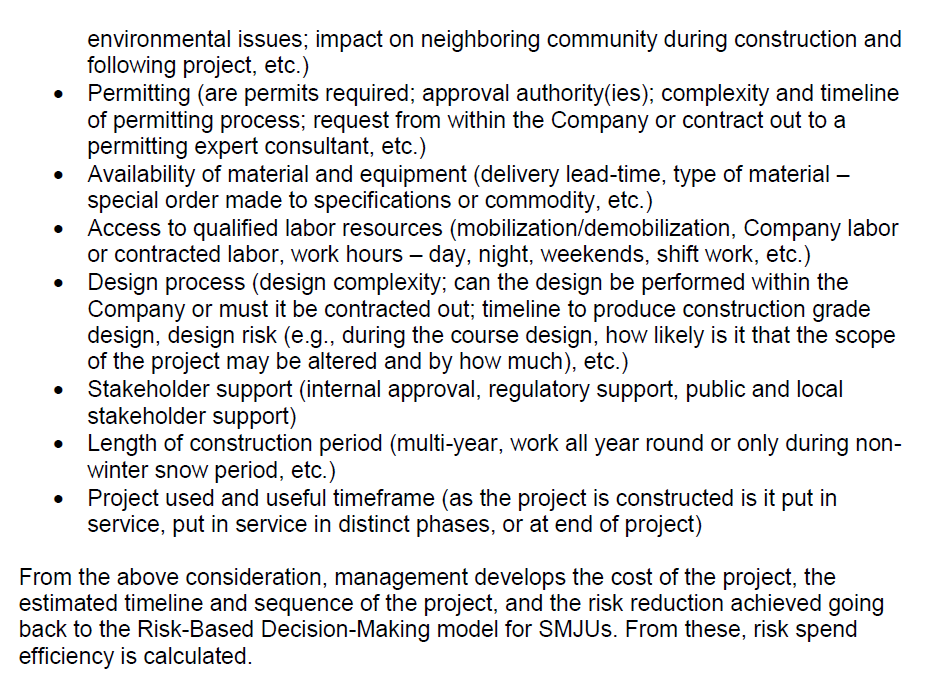 environmental issues; impact on neighboring community during construction and
following project, etc.)
• Permitting (are permits required; approval authority(ies); complexity and timeline
of permitting process; request from within the Company or contract out to a
permitting expert consultant, etc.)
• Availability of material and equipment (delivery lead-time, type of material –
special order made to specifications or commodity, etc.)
• Access to qualified labor resources (mobilization/demobilization, Company labor
or contracted labor, work hours – day, night, weekends, shift work, etc.)
• Design process (design complexity; can the design be performed within the
Company or must it be contracted out; timeline to produce construction grade
design, design risk (e.g., during the course design, how likely is it that the scope
of the project may be altered and by how much), etc.)
• Stakeholder support (internal approval, regulatory support, public and local
stakeholder support)
• Length of construction period (multi-year, work all year round or only during non-
winter snow period, etc.)
• Project used and useful timeframe (as the project is constructed is it put in
service, put in service in distinct phases, or at end of project)
From the above consideration, management develops the cost of the project, the
estimated timeline and sequence of the project, and the risk reduction achieved going
back to the Risk-Based Decision-Making model for SMJUs. From these, risk spend
efficiency is calculated.